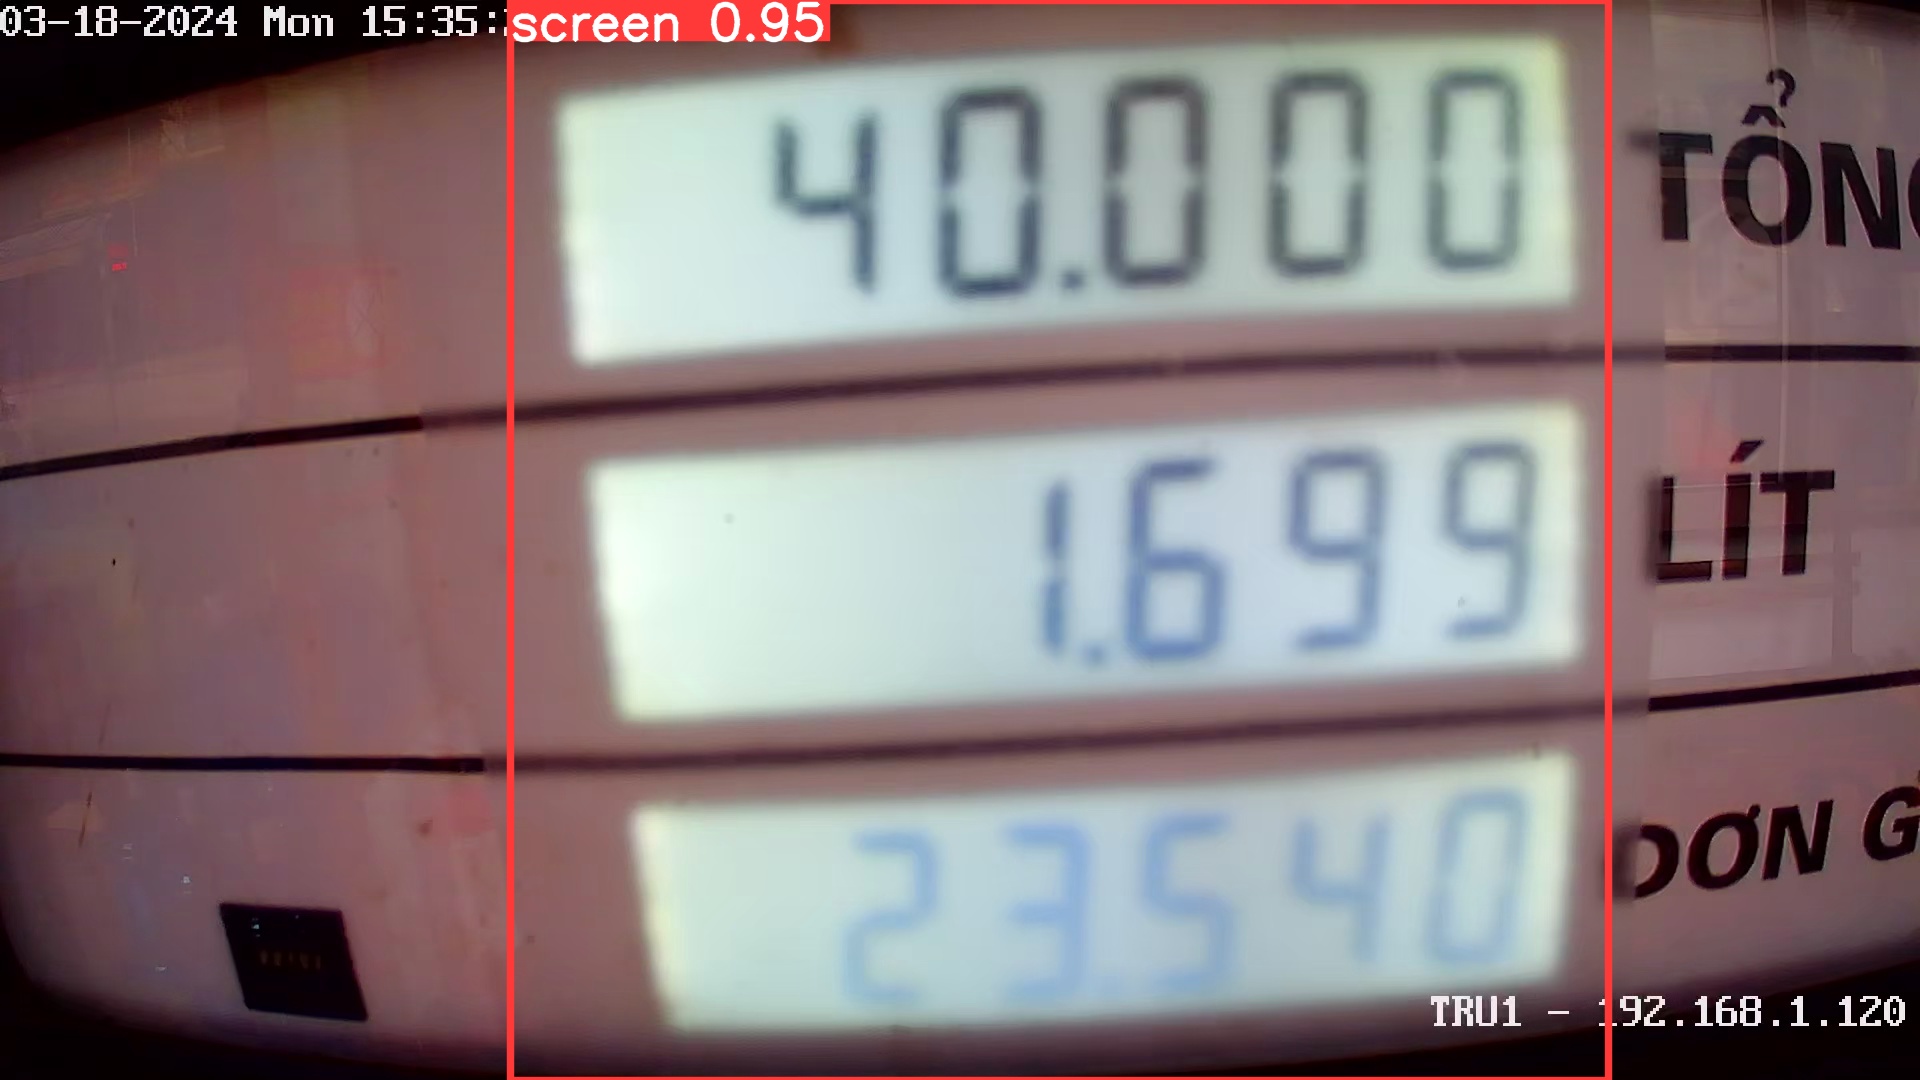 03-18-2024 Mon 15:35:
screen 0.95
40.000
TỔN
1.699
LÍT
23.540
ĐƠN G
TRU1 - 192.168.1.120